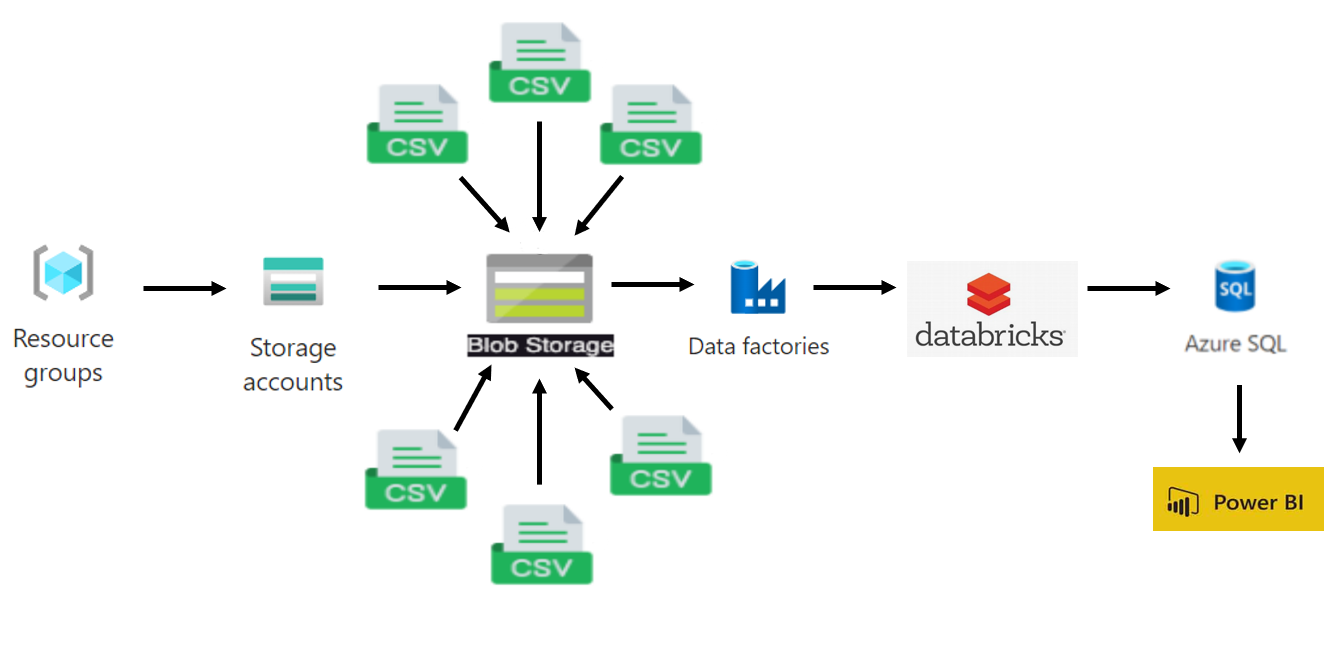 CSV
CSV
CSV
Resource
groups
Storage
accounts
Blob Storage
Data factories
databricks
SQL
Azure SQL
CSV
CSV
CSV
Power BI